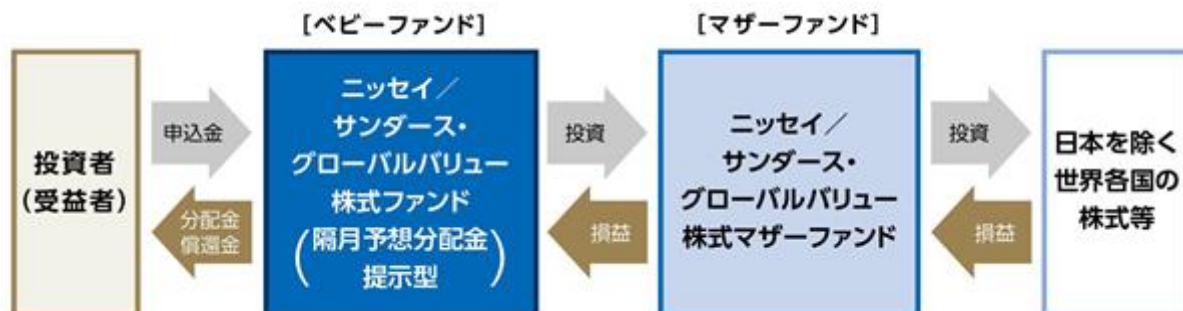 [ベビーファンド]
[マザーファンド]
投資者
(受益者)
申込金
分配金
償還金
ニッセイ／
サンダース・
グローバルバリュー
株式ファンド
(隔月予想分配金
提示型)
投資
損益
ニッセイ／
サンダース・
グローバルバリュー
株式マザーファンド
投資
損益
日本を除く
世界各国の
株式等